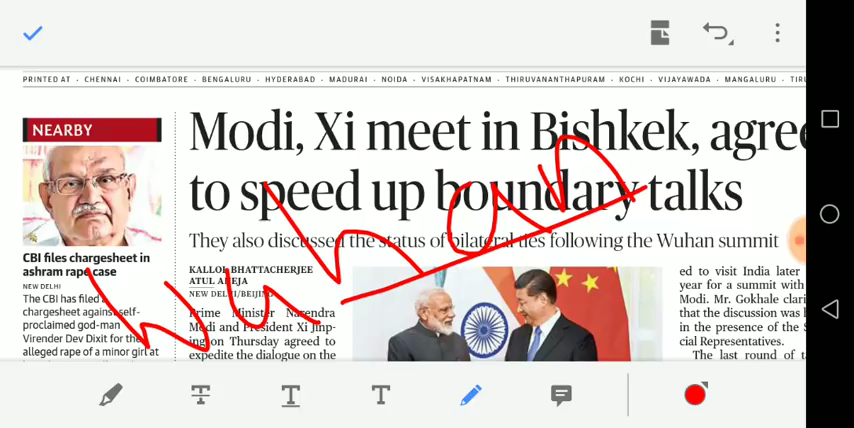 PRINTED AT · CHENNAI · COIMBATORE · BENGALURU · HYDERABAD · MADURAI · NOIDA · VISAKHAPATNAM · THIRUVANANTHAPURAM · KOCHI · VIJAYAWADA · MANGALURU
NEARBY
CBI files chargesheet in
ashram rape case
NEW DELHI
The CBI has filed a
chargesheet against self-
proclaimed god-man
Virender Dev Dixit for the
alleged rape of a minor girl at
Modi, Xi meet in Bishkek, agree
to speed up boundary talks
They also discussed the status of bilateral ties following the Wuhan summit
Wuhan
KALLOL BHATTACHERJEE
ATUL ANEJA
NEW DELHI/BEIJING
Prime Minister Narendra
Modi and President Xi Jinp-
ing on Thursday agreed to
expedite the dialogue on the
ed to visit India later
year for a summit with
Modi. Mr. Gokhale clari
that the discussion was h
in the presence of the S
cial Representatives.
The last round of ta
T
T
T